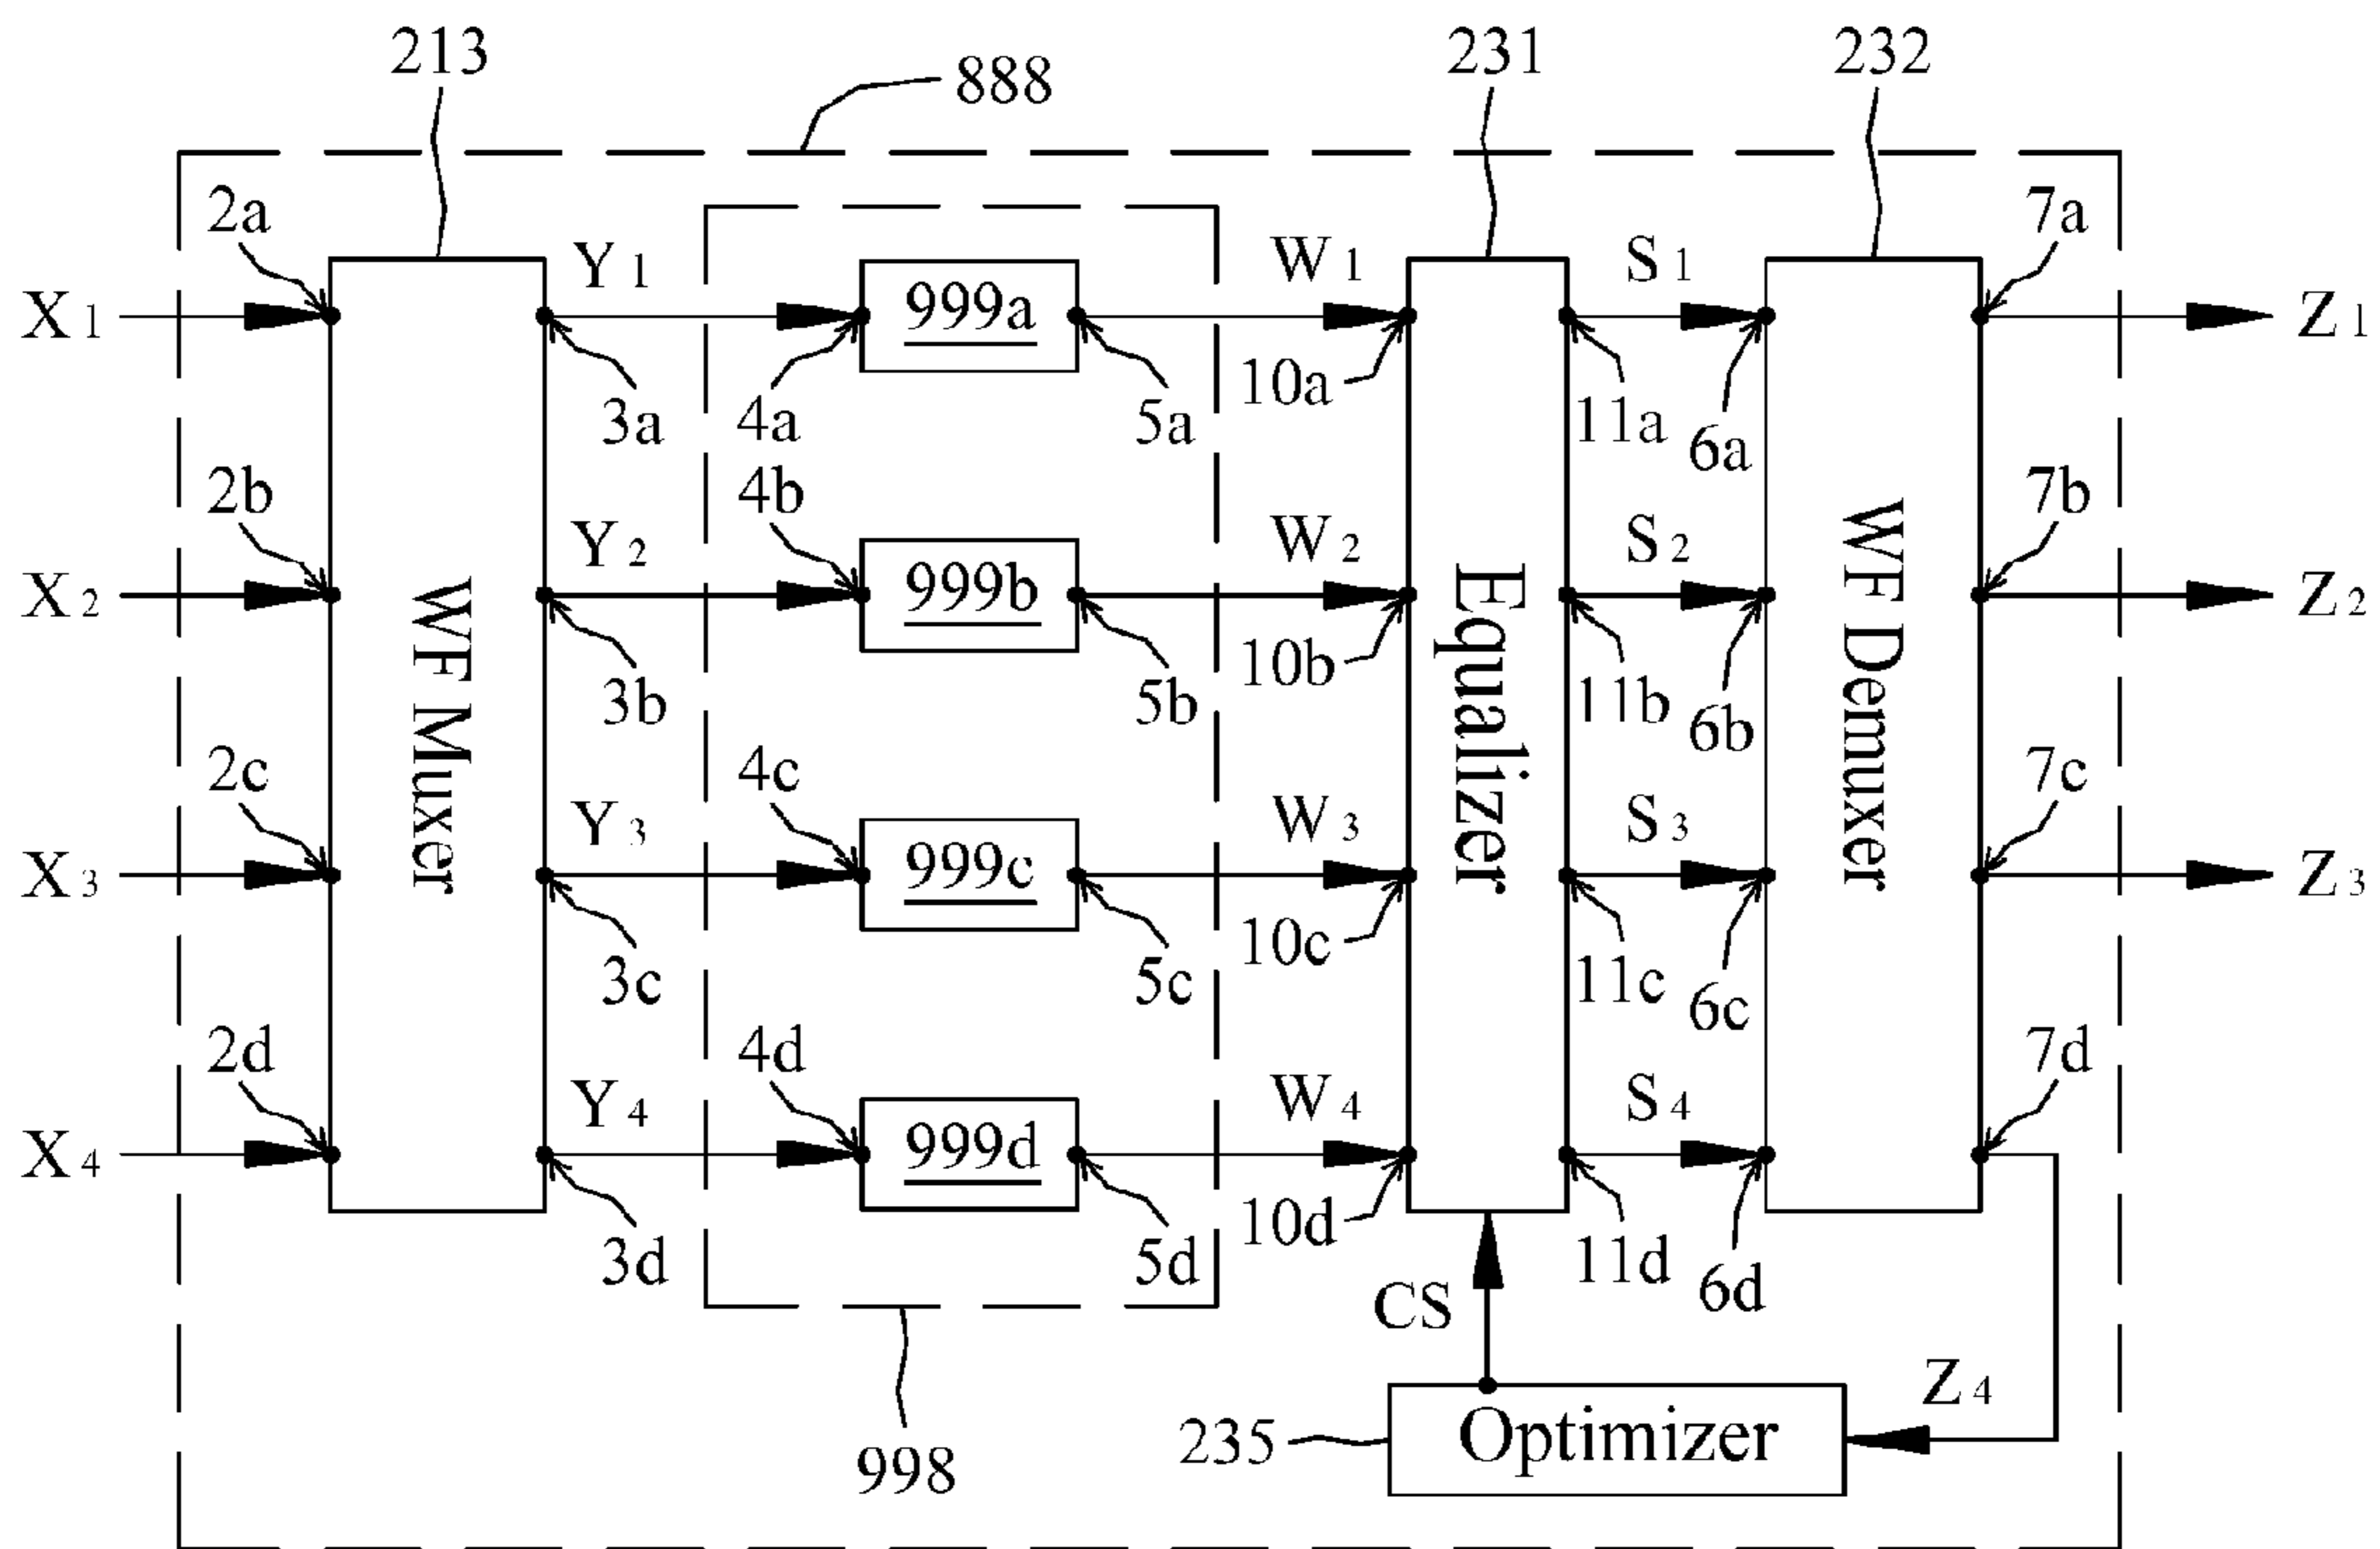 213
888
231
232
2a
7a
X1
Y1
999a
W1
S1
Z1
3a
4a
5a
10a
11a
6a
2b
4b
7b
X2
Y2
999b
W2
S2
Z2
3b
5b
10b
11b
6b
WF Muxer
Equalizer
WF Demuxer
2c
4c
7c
X3
Y3
999c
W3
S3
Z3
3c
5c
10c
11c
6c
2d
4d
7d
X4
Y4
999d
W4
S4
3d
5d
10d
11d
6d
CS
Z4
235
Optimizer
998